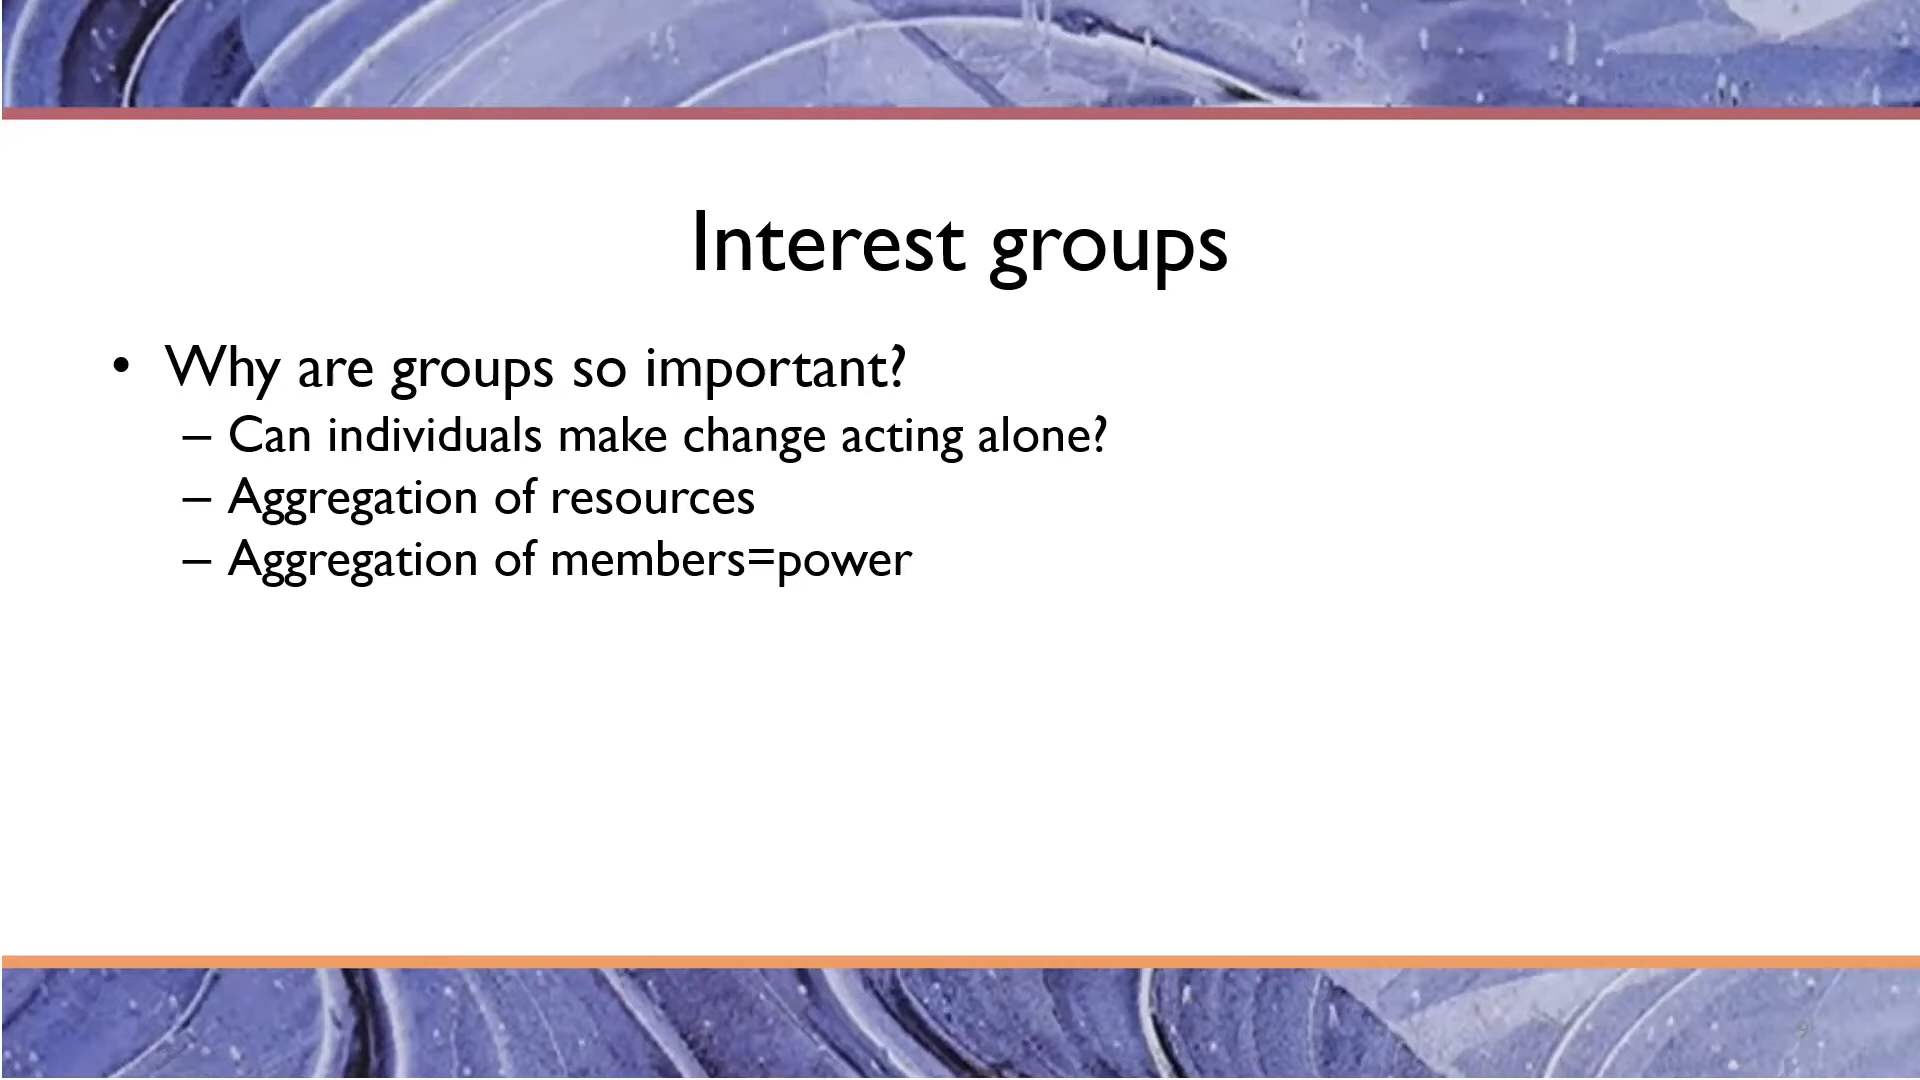 Interest groups
• Why are groups so important?
– Can individuals make change acting alone?
– Aggregation of resources
– Aggregation of members=power